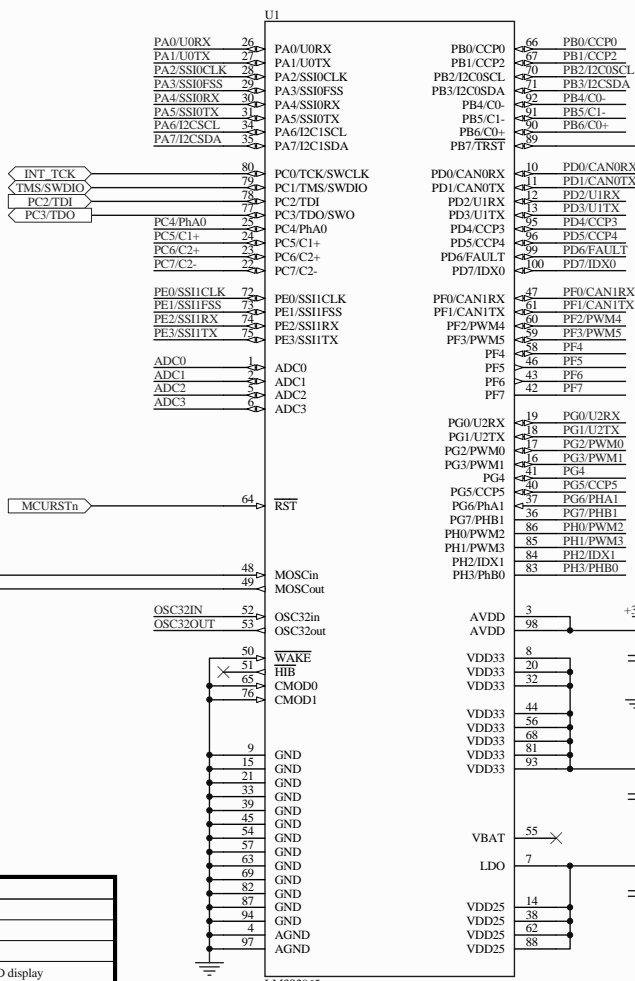 U1
PA0/U0RX 26 PA0/U0RX
PA1/U0TX 27 PA1/U0TX
PA2/SSI0CLK 28 PA2/SSI0CLK
PA3/SSI0FSS 29 PA3/SSI0FSS
PA4/SSI0RX 30 PA4/SSI0RX
PA5/SSI0TX 31 PA5/SSI0TX
PA6/I2CSCL 34 PA6/I2C1SCL
PA7/I2CSDA 35 PA7/I2C1SDA
INT_TCK 80 PC0/TCK/SWCLK
TMS/SWDIO 79 PC1/TMS/SWDIO
PC2/TDI 78 PC2/TDI
PC3/TDO 77 PC3/TDO/SWO
PC4/PhA0 25 PC4/PhA0
PC5/C1+ 24 PC5/C1+
PC6/C2+ 23 PC6/C2+
PC7/C2- 22 PC7/C2-
PE0/SSI1CLK 72 PE0/SSI1CLK
PE1/SSI1FSS 73 PE1/SSI1FSS
PE2/SSI1RX 74 PE2/SSI1RX
PE3/SSI1TX 75 PE3/SSI1TX
ADC0 1 ADC0
ADC1 2 ADC1
ADC2 5 ADC2
ADC3 6 ADC3
MCURSTn 64 RST
48 MOSCin
49 MOSCout
OSC32IN 52 OSC32in
OSC32OUT 53 OSC32out
50 WAKE
51 HIB
65 CMOD0
76 CMOD1
9 GND
15 GND
21 GND
33 GND
39 GND
45 GND
54 GND
57 GND
63 GND
69 GND
82 GND
87 GND
94 GND
4 AGND
97 AGND
PB0/CCP0 66 PB0/CCP0
PB1/CCP2 67 PB1/CCP2
PB2/I2C0SCL 70 PB2/I2C0SCL
PB3/I2C0SDA 71 PB3/I2CSDA
PB4/C0- 92 PB4/C0-
PB5/C1- 91 PB5/C1-
PB6/C0+ 90 PB6/C0+
PB7/TRST 89
PD0/CAN0RX 10 PD0/CAN0RX
PD1/CAN0TX 11 PD1/CAN0TX
PD2/U1RX 12 PD2/U1RX
PD3/U1TX 13 PD3/U1TX
PD4/CCP3 95 PD4/CCP3
PD5/CCP4 96 PD5/CCP4
PD6/FAULT 99 PD6/FAULT
PD7/IDX0 100 PD7/IDX0
PF0/CAN1RX 47 PF0/CAN1RX
PF1/CAN1TX 61 PF1/CAN1TX
PF2/PWM4 60 PF2/PWM4
PF3/PWM5 59 PF3/PWM5
PF4 58 PF4
PF5 46 PF5
PF6 43 PF6
PF7 42 PF7
PG0/U2RX 19 PG0/U2RX
PG1/U2TX 18 PG1/U2TX
PG2/PWM0 17 PG2/PWM0
PG3/PWM1 16 PG3/PWM1
PG4 41 PG4
PG5/CCP5 40 PG5/CCP5
PG6/PhA1 37 PG6/PHA1
PG7/PHB1 36 PG7/PHB1
PH0/PWM2 86 PH0/PWM2
PH1/PWM3 85 PH1/PWM3
PH2/IDX1 84 PH2/IDX1
PH3/PhB0 83 PH3/PHB0
AVDD 3
AVDD 98
VDD33 8
VDD33 20
VDD33 32
VDD33 44
VDD33 56
VDD33 68
VDD33 81
VDD33 93
VBAT 55
LDO 7
VDD25 14
VDD25 38
VDD25 62
VDD25 88
display